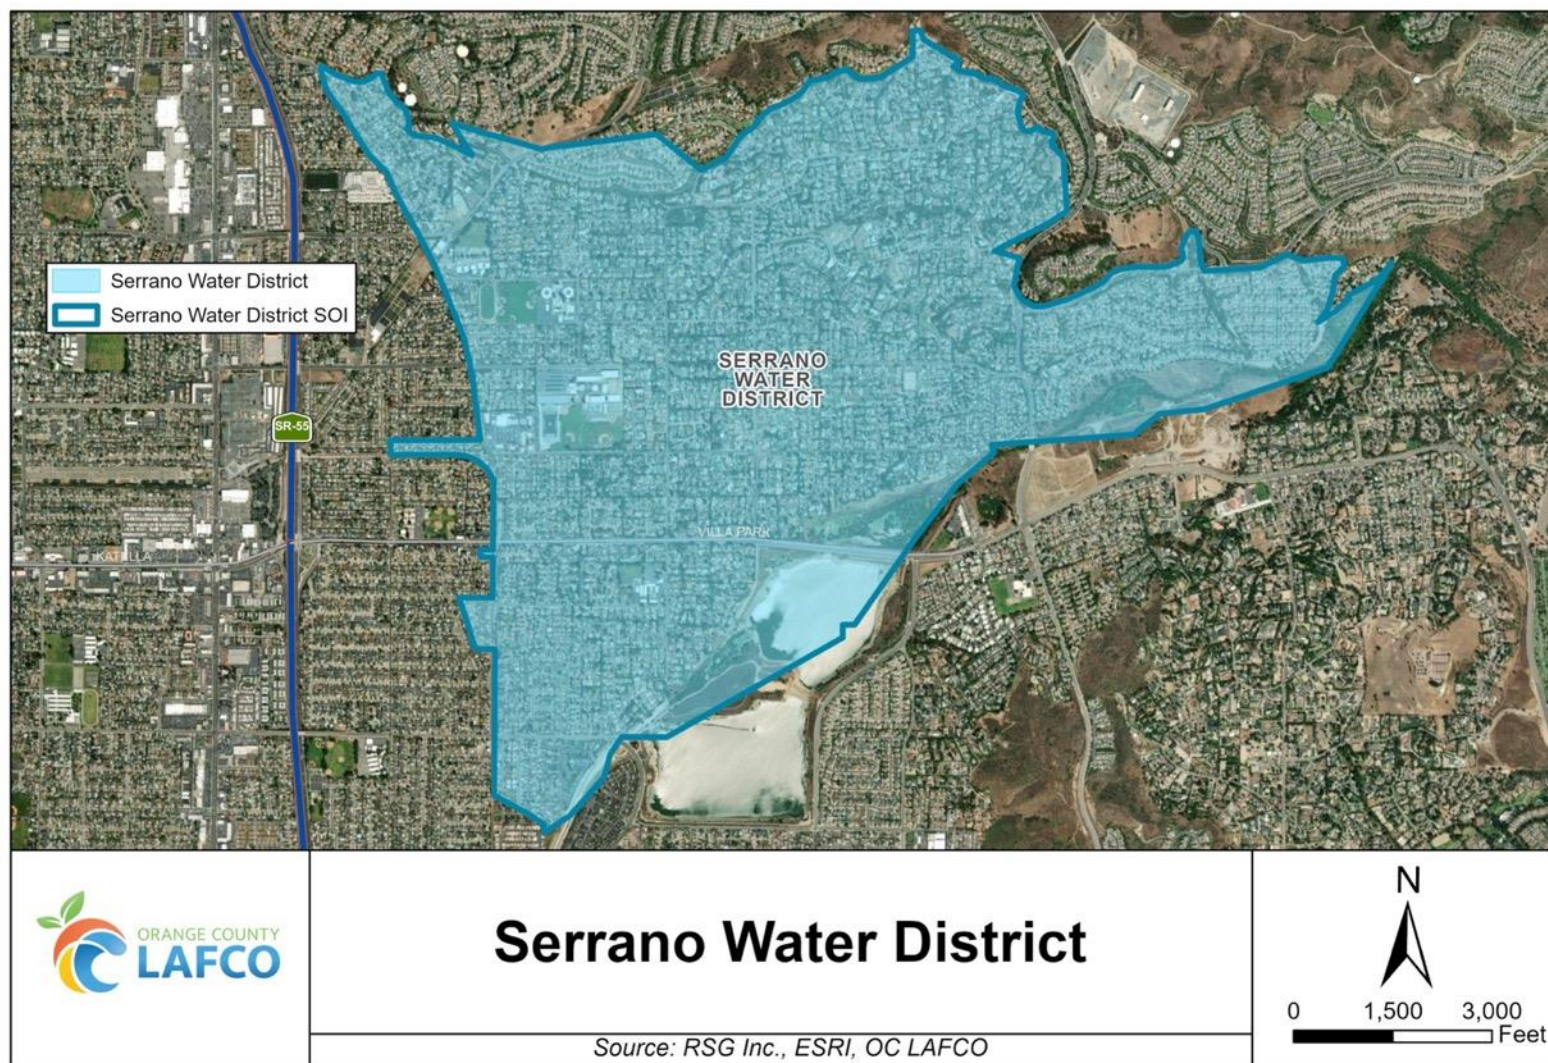 Serrano Water District
Serrano Water District SOI
SR-55
SERRANO
WATER
DISTRICT
VILLA PARK
ORANGE COUNTY
LAFCO
Serrano Water District
Source: RSG Inc., ESRI, OC LAFCO
N
0 1,500 3,000
Feet